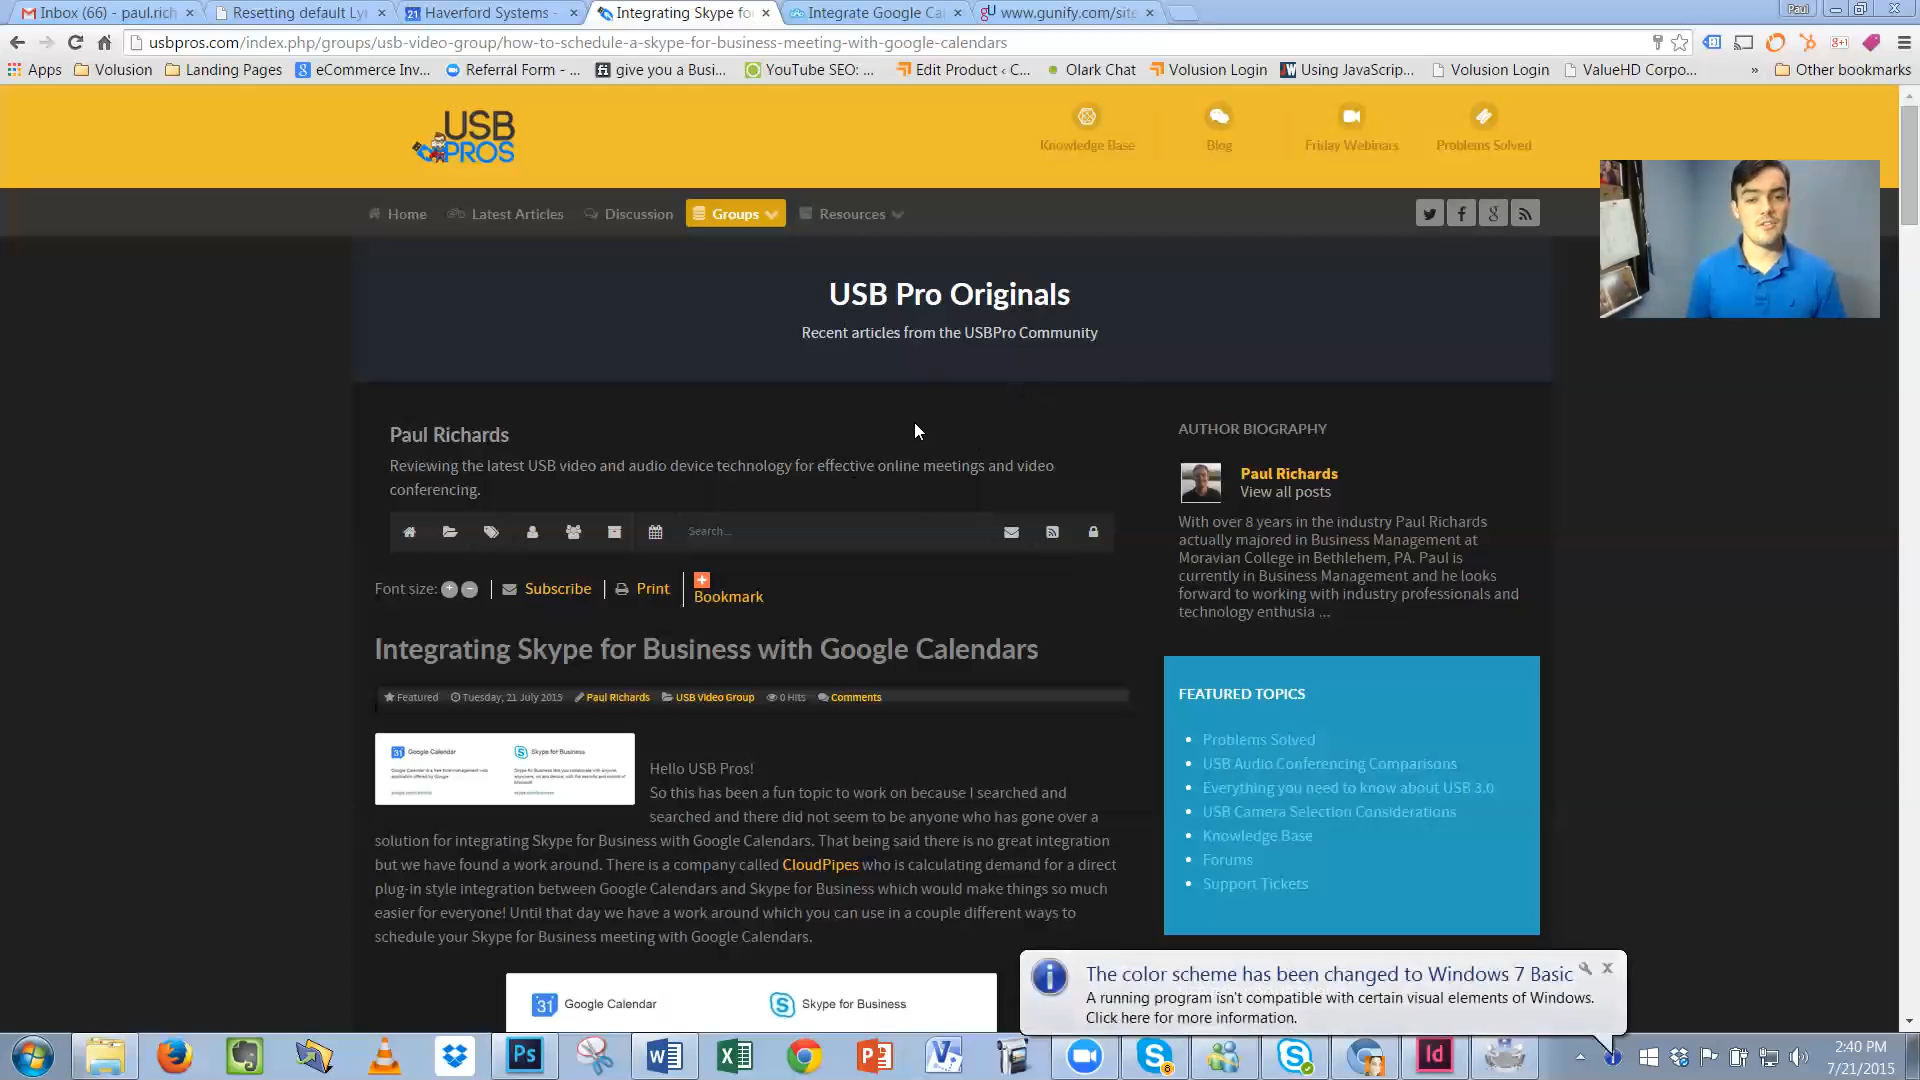 Inbox (66) - paul.rich
Resetting default Ly
Haverford Systems -
Integrating Skype fo
Integrate Google Ca
www.gunify.com/site
Paul
usbpros.com/index.php/groups/usb-video-group/how-to-schedule-a-skype-for-business-meeting-with-google-calendars
Apps
Volusion
Landing Pages
eCommerce Inv...
Referral Form - ...
give you a Busi...
YouTube SEO: ...
Edit Product ‹ C...
Olark Chat
Volusion Login
Using JavaScrip...
Volusion Login
ValueHD Corpo...
»
Other bookmarks
USB
PROS
Knowledge Base
Blog
Friday Webinars
Problems Solved
Home
Latest Articles
Discussion
Groups
Resources
USB Pro Originals
Recent articles from the USBPro Community
Paul Richards
Reviewing the latest USB video and audio device technology for effective online meetings and video
conferencing.
Search...
Font size:
Subscribe
Print
Bookmark
Integrating Skype for Business with Google Calendars
Featured
Tuesday, 21 July 2015
Paul Richards
USB Video Group
0 Hits
Comments
31 Google Calendar
Skype for Business
Hello USB Pros!
So this has been a fun topic to work on because I searched and
searched and there did not seem to be anyone who has gone over a
solution for integrating Skype for Business with Google Calendars. That being said there is no great integration
but we have found a work around. There is a company called CloudPipes who is calculating demand for a direct
plug-in style integration between Google Calendars and Skype for Business which would make things so much
easier for everyone! Until that day we have a work around which you can use in a couple different ways to
schedule your Skype for Business meeting with Google Calendars.
31 Google Calendar
Skype for Business
AUTHOR BIOGRAPHY
Paul Richards
View all posts
With over 8 years in the industry Paul Richards
actually majored in Business Management at
Moravian College in Bethlehem, PA. Paul is
currently in Business Management and he looks
forward to working with industry professionals and
technology enthusia ...
FEATURED TOPICS
Problems Solved
USB Audio Conferencing Comparisons
Everything you need to know about USB 3.0
USB Camera Selection Considerations
Knowledge Base
Forums
Support Tickets
The color scheme has been changed to Windows 7 Basic
A running program isn't compatible with certain visual elements of Windows.
Click here for more information.
2:40 PM
7/21/2015